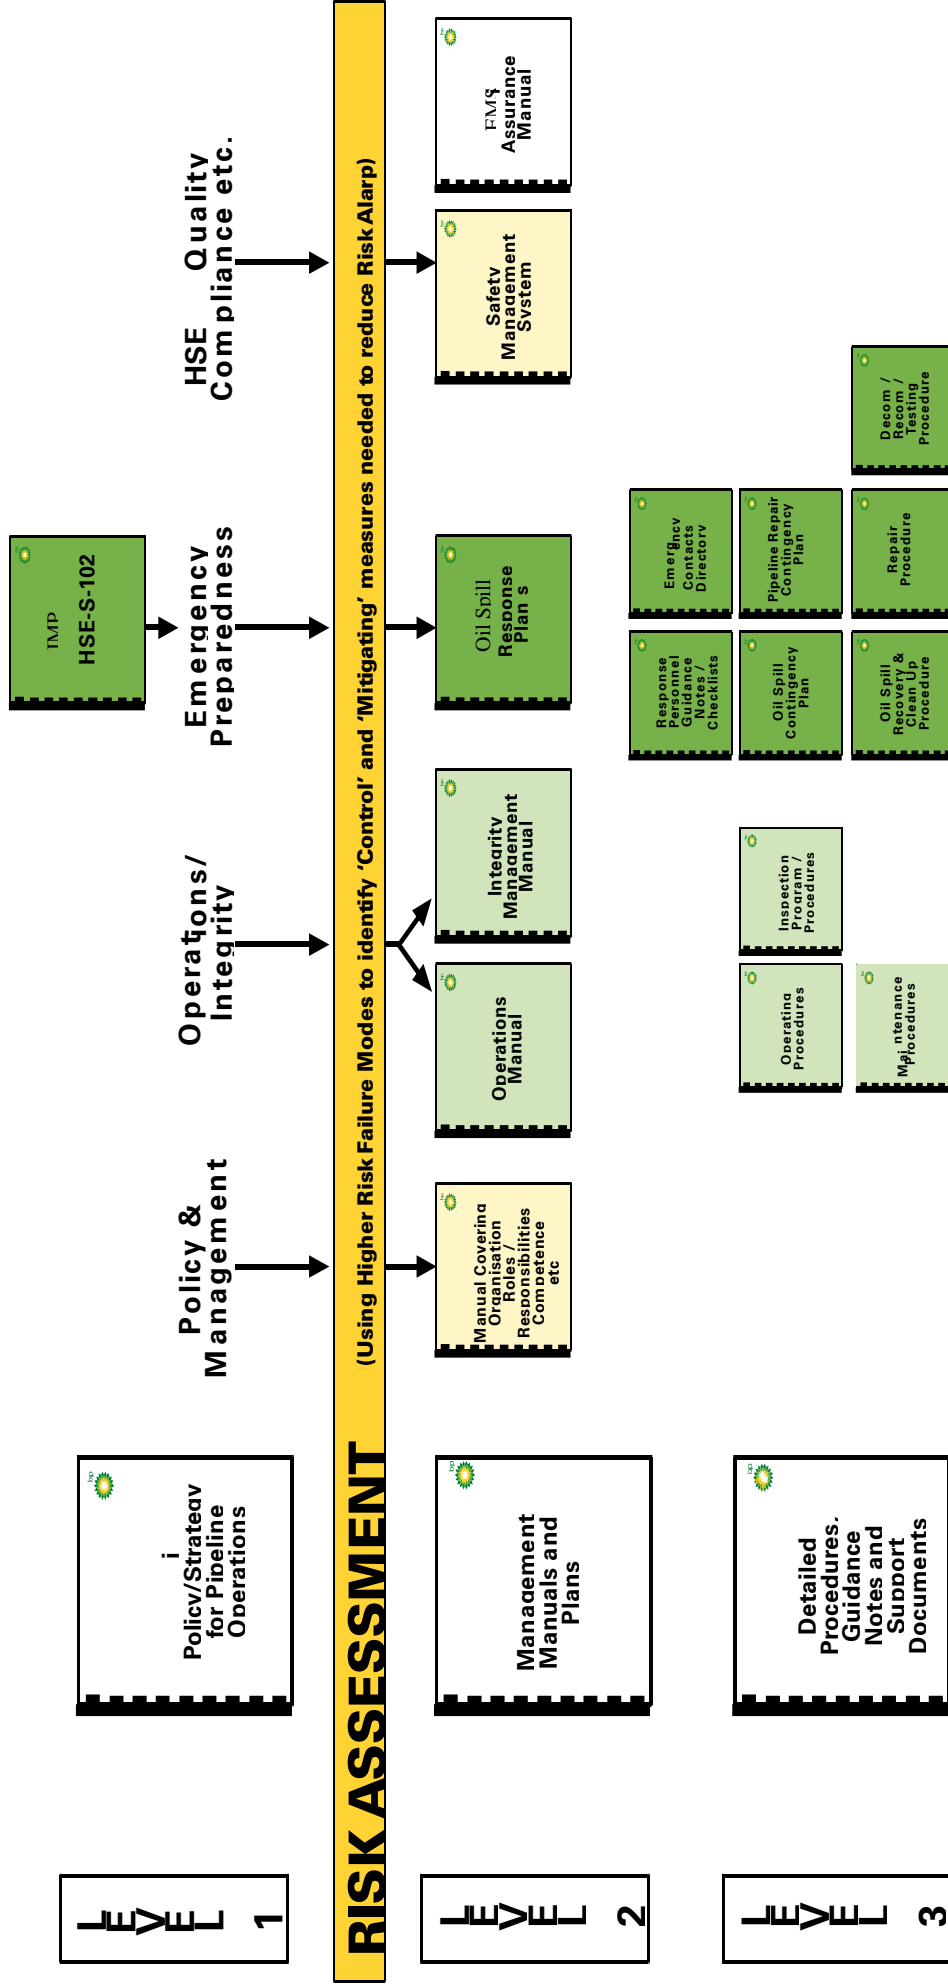 IMP
HSE-S-102
Policy &
Management
Operations/
Integrity
Emergency
Preparedness
HSE Quality
Compliance etc.
LEVEL
1
bp
i
Policy/Strategy
for Pipeline
Operations
RISK ASSESSMENT (Using Higher Risk Failure Modes to identify ‘Control’ and ‘Mitigating’ measures needed to reduce Risk Alarp)
LEVEL
2
bp
Management
Manuals and
Plans
Manual Covering
Organisation
Roles /
Responsibilities
Competence
etc
Operations
Manual
Integrity
Management
Manual
Oil Spill
Response
Plan s
Safety
Management
System
EMS
Assurance
Manual
LEVEL
3
bp
Detailed
Procedures,
Guidance
Notes and
Support
Documents
Response
Personnel
Guidance
Notes /
Checklists
Emergency
Contacts
Directory
Operating
Procedures
Inspection
Program /
Procedures
Oil Spill
Contingency
Plan
Pipeline Repair
Contingency
Plan
Maintenance
Procedures
Oil Spill
Recovery &
Clean Up
Procedure
Repair
Procedure
Decom /
Recom /
Testing
Procedure